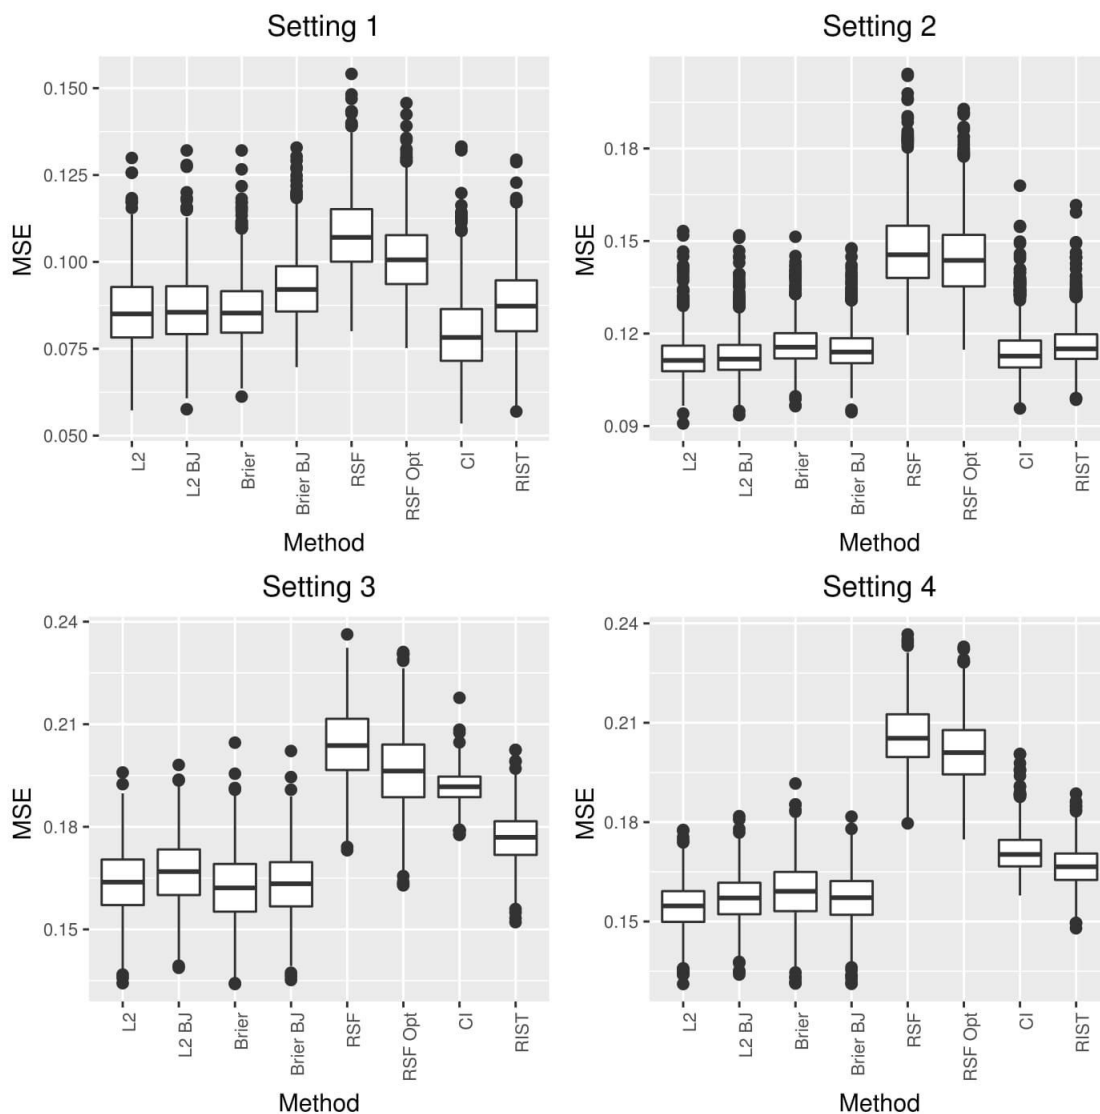 Setting 1
MSE
0.150
0.125
0.100
0.075
0.050
L2
L2 BJ
Brier
Brier BJ
RSF
RSF Opt
CI
RIST
Method
Setting 2
MSE
0.18
0.15
0.12
0.09
L2
L2 BJ
Brier
Brier BJ
RSF
RSF Opt
CI
RIST
Method
Setting 3
MSE
0.24
0.21
0.18
0.15
L2
L2 BJ
Brier
Brier BJ
RSF
RSF Opt
CI
RIST
Method
Setting 4
MSE
0.24
0.21
0.18
0.15
L2
L2 BJ
Brier
Brier BJ
RSF
RSF Opt
CI
RIST
Method